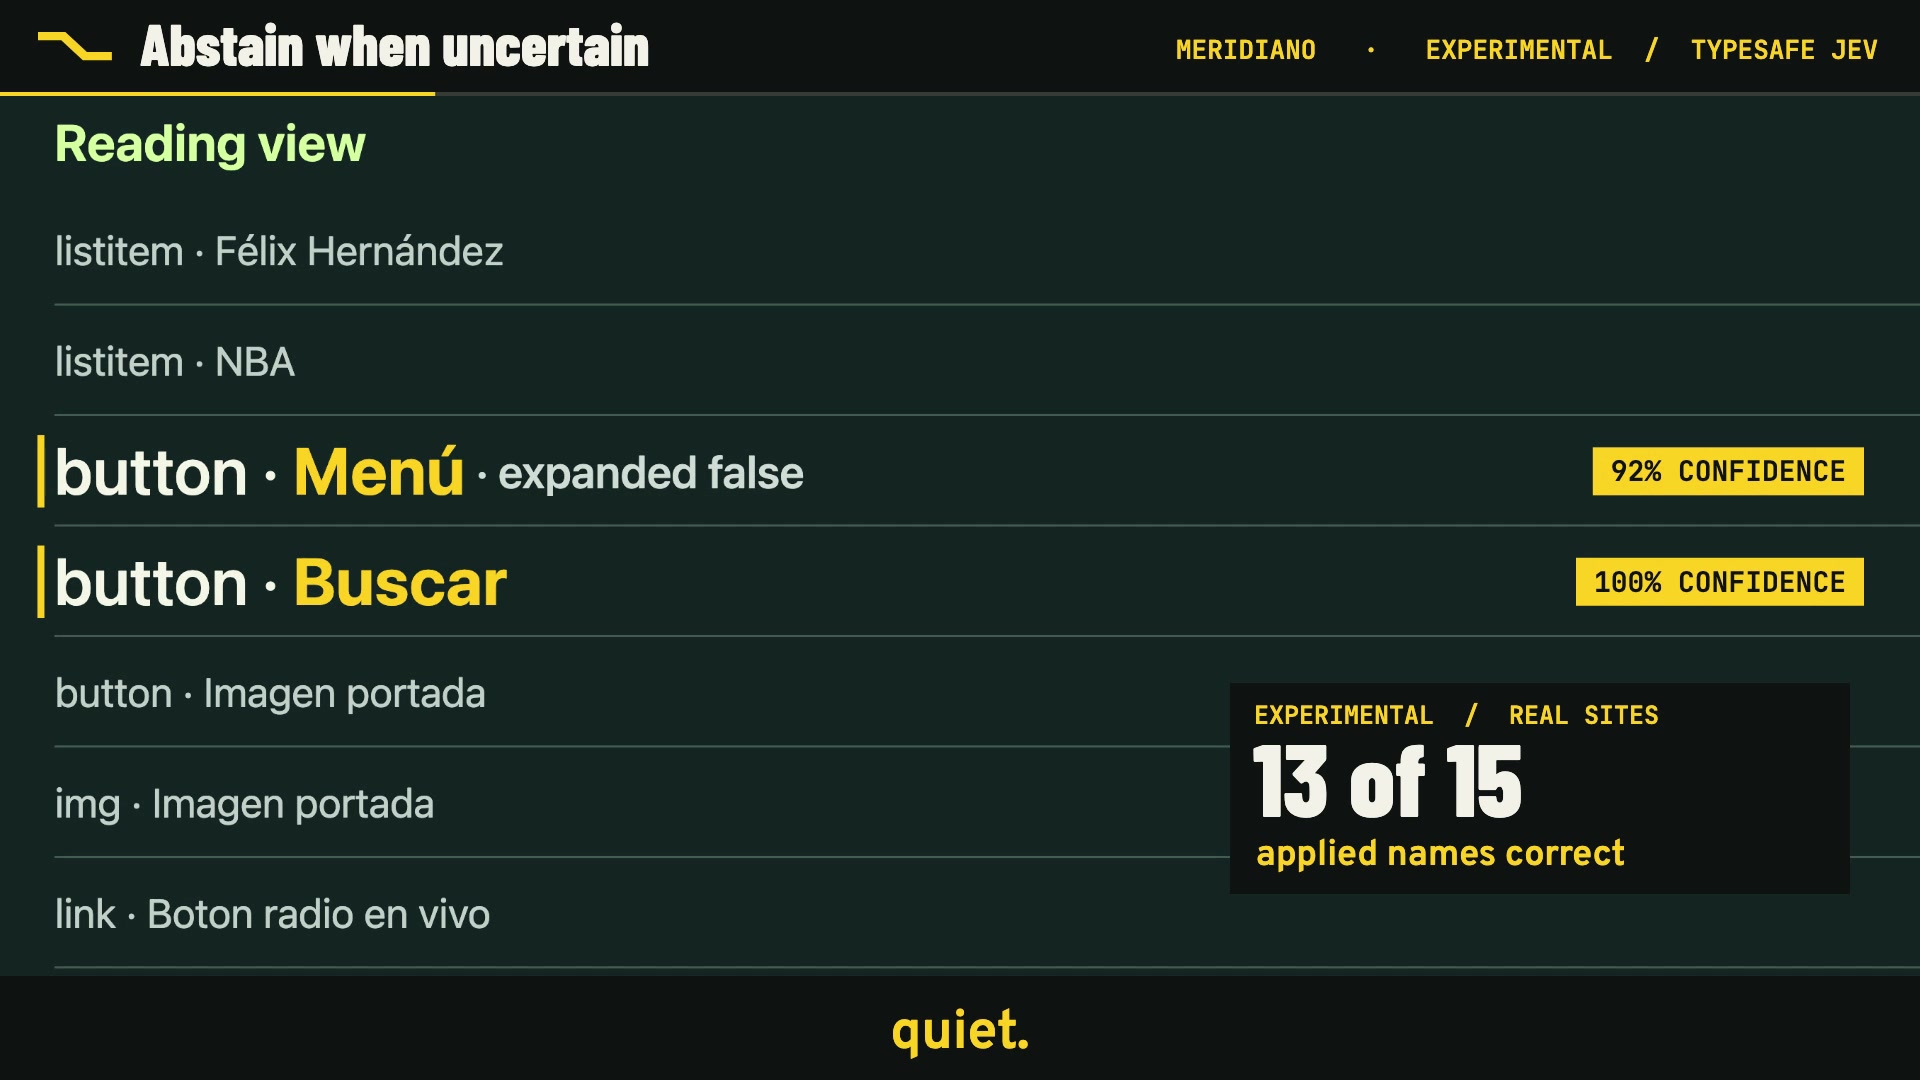 Abstain when uncertain
MERIDIANO · EXPERIMENTAL / TYPESAFE JEV
Reading view
listitem · Félix Hernández
listitem · NBA
button · Menú · expanded false
92% CONFIDENCE
button · Buscar
100% CONFIDENCE
button · Imagen portada
img · Imagen portada
link · Boton radio en vivo
EXPERIMENTAL / REAL SITES
13 of 15
applied names correct
quiet.